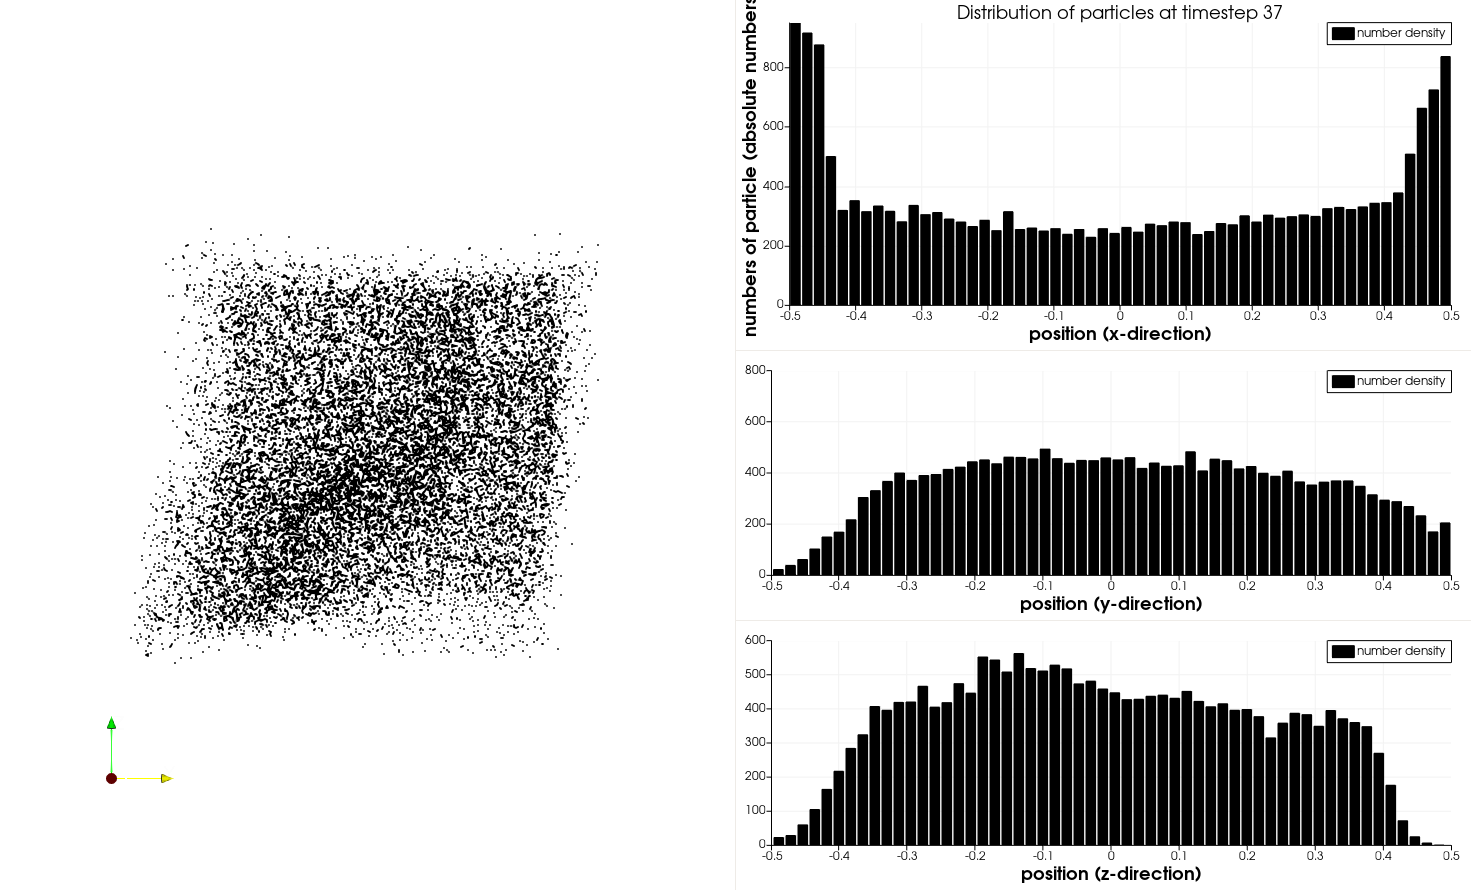 Distribution of particles at timestep 37
number density
numbers of particle (absolute numbers
800
600
400
200
0
-0.5 -0.4 -0.3 -0.2 -0.1 0 0.1 0.2 0.3 0.4 0.5
position (x-direction)
number density
800
600
400
200
0
-0.5 -0.4 -0.3 -0.2 -0.1 0 0.1 0.2 0.3 0.4 0.5
position (y-direction)
number density
600
500
400
300
200
100
0
-0.5 -0.4 -0.3 -0.2 -0.1 0 0.1 0.2 0.3 0.4 0.5
position (z-direction)